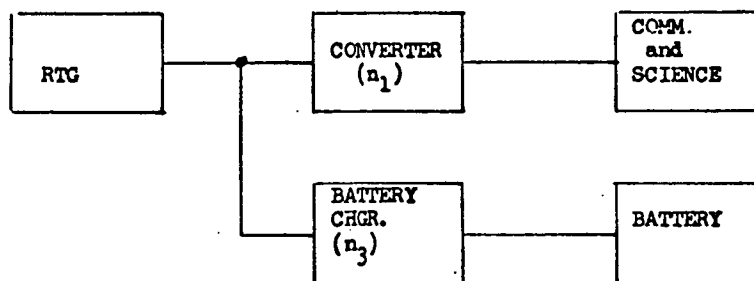 RTG
CONVERTER
(n1)
COMM.
and
SCIENCE
BATTERY
CHGR.
(n3)
BATTERY